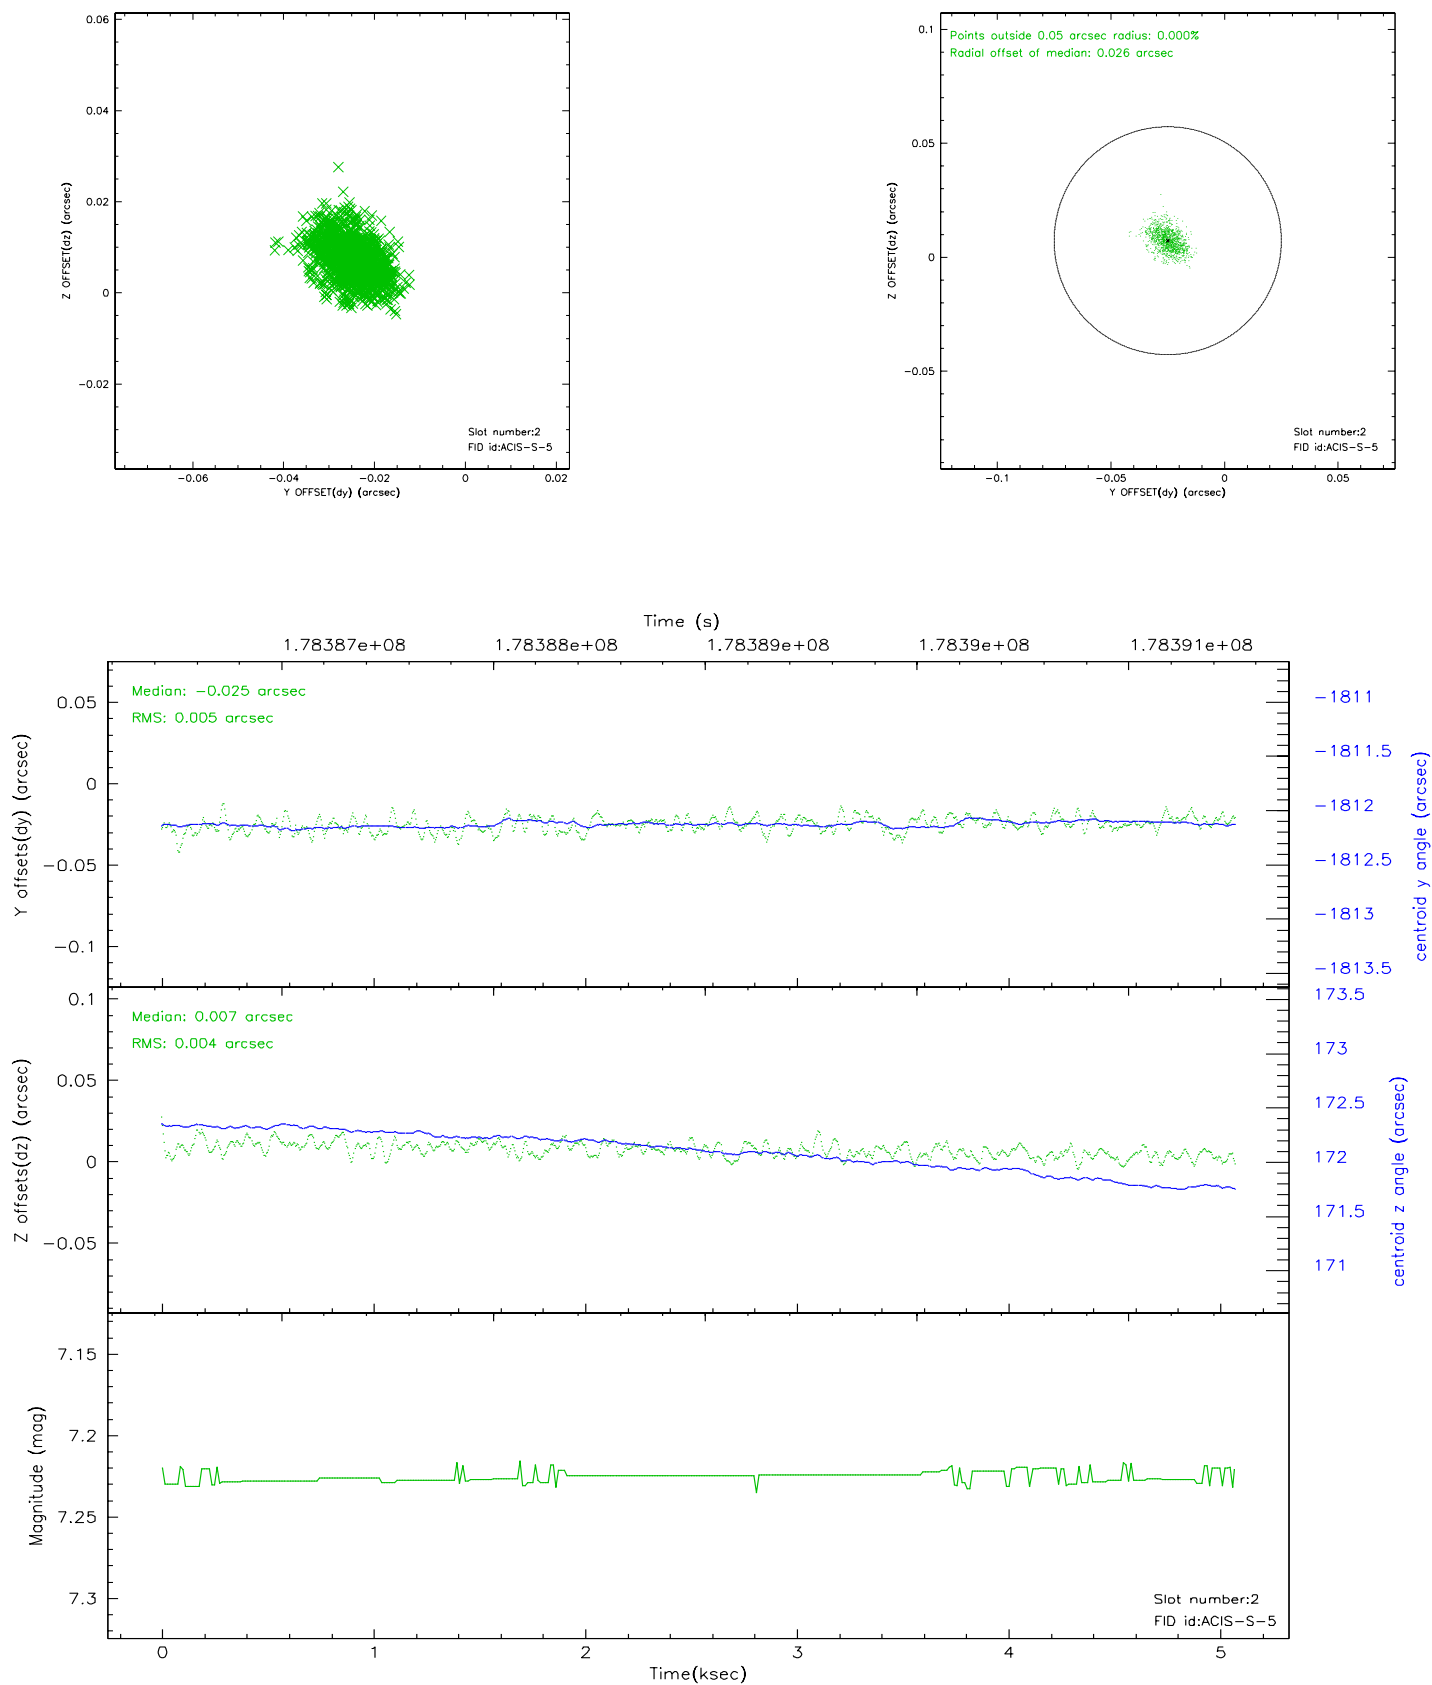 0.06
0.04
0.02
0
-0.02
Z OFFSET(dz) (arcsec)
Slot number:2
FID id:ACIS-S-5
-0.06
-0.04
-0.02
0
0.02
Y OFFSET(dy) (arcsec)
Points outside 0.05 arcsec radius: 0.000%
Radial offset of median: 0.026 arcsec
0.1
0.05
0
-0.05
Z OFFSET(dz) (arcsec)
Slot number:2
FID id:ACIS-S-5
-0.1
-0.05
0
0.05
Y OFFSET(dy) (arcsec)
Time (s)
1.78387e+08
1.78388e+08
1.78389e+08
1.7839e+08
1.78391e+08
Median: -0.025 arcsec
RMS: 0.005 arcsec
0.05
0
-0.05
-0.1
Y offsets(dy) (arcsec)
-1811
-1811.5
-1812
-1812.5
-1813
-1813.5
centroid y angle (arcsec)
Median: 0.007 arcsec
RMS: 0.004 arcsec
0.1
0.05
0
-0.05
Z offsets(dz) (arcsec)
173.5
173
172.5
172
171.5
171
centroid z angle (arcsec)
7.15
7.2
7.25
7.3
Magnitude (mag)
Slot number:2
FID id:ACIS-S-5
0
1
2
3
4
5
Time(ksec)